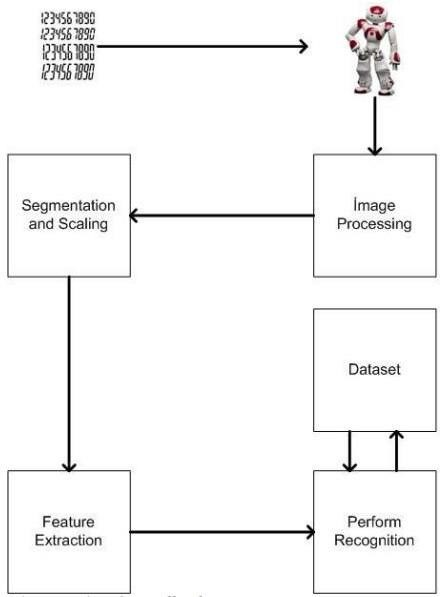 1234567890
1234567890
1234567890
1234567890
Segmentation
and Scaling
İmage
Processing
Dataset
Feature
Extraction
Perform
Recognition